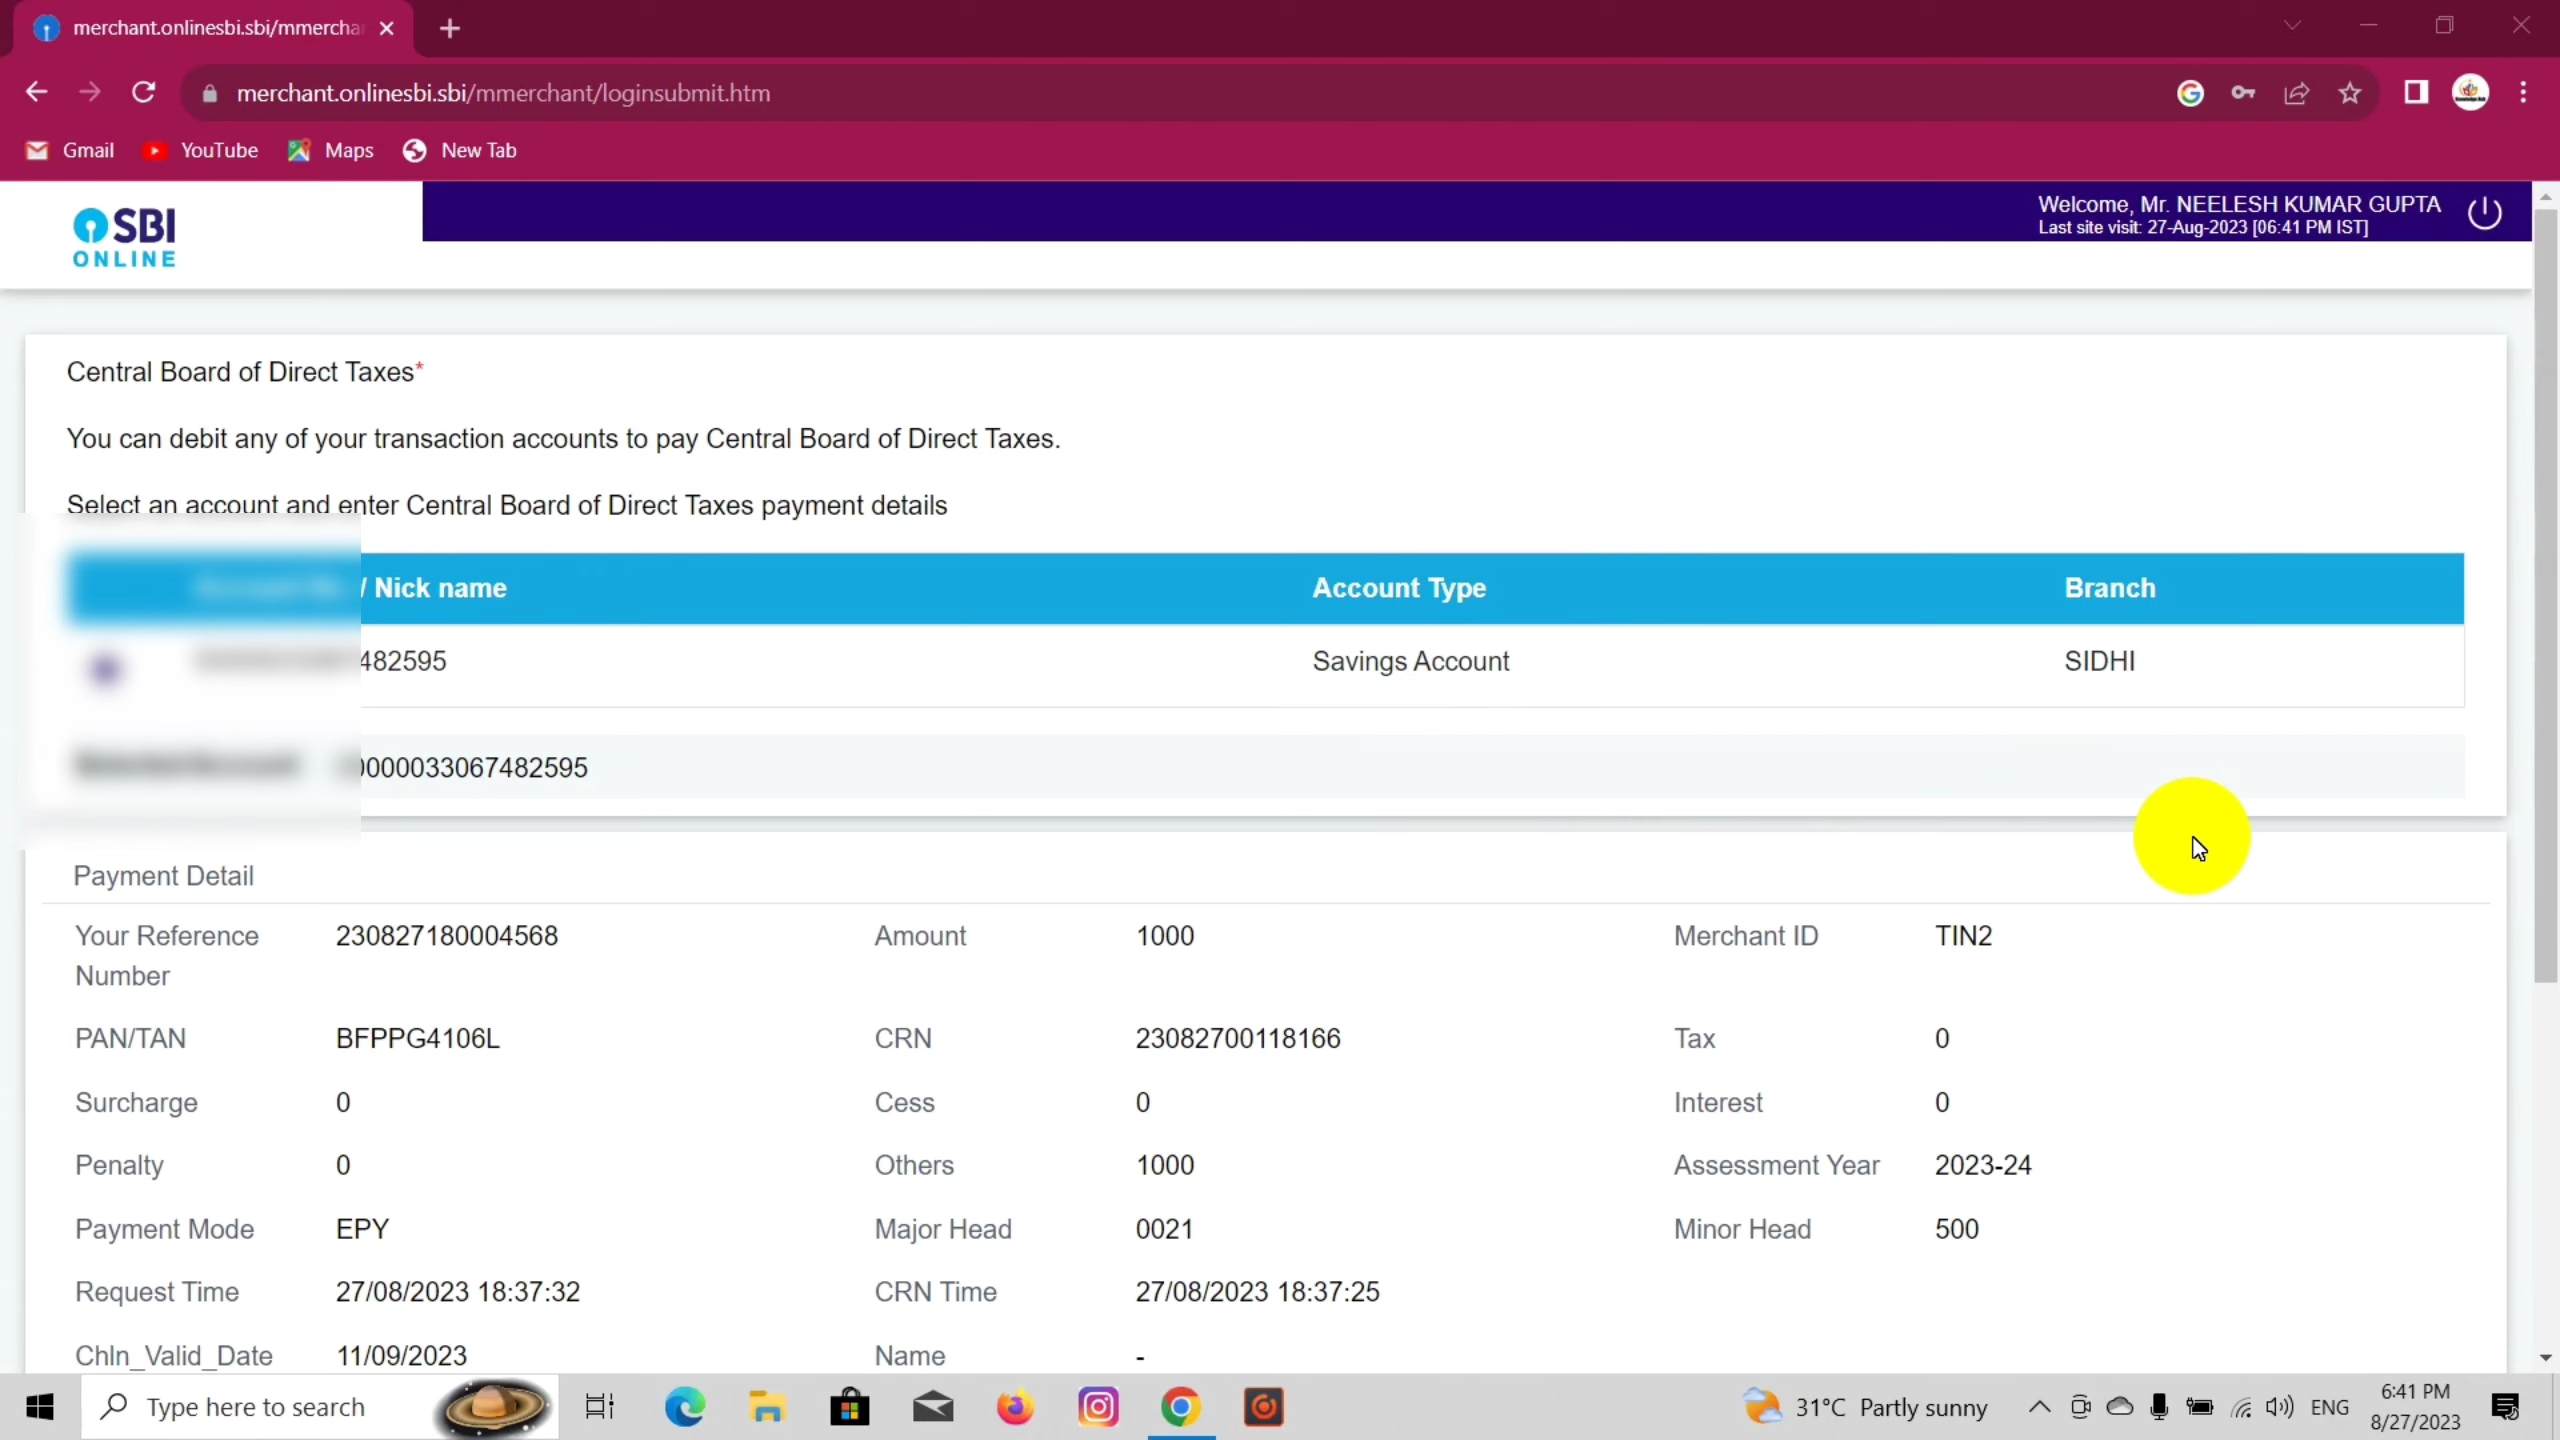 merchant.onlinesbi.sbi/mmercha
merchant.onlinesbi.sbi/mmerchant/loginsubmit.htm
Gmail YouTube Maps New Tab
SBI
ONLINE
Welcome, Mr. NEELESH KUMAR GUPTA
Last site visit: 27-Aug-2023 [06:41 PM IST]
Central Board of Direct Taxes*
You can debit any of your transaction accounts to pay Central Board of Direct Taxes.
Select an account and enter Central Board of Direct Taxes payment details
/ Nick name Account Type Branch
482595 Savings Account SIDHI
0000033067482595
Payment Detail
Your Reference Number 230827180004568 Amount 1000 Merchant ID TIN2
PAN/TAN BFPPG4106L CRN 23082700118166 Tax 0
Surcharge 0 Cess 0 Interest 0
Penalty 0 Others 1000 Assessment Year 2023-24
Payment Mode EPY Major Head 0021 Minor Head 500
Request Time 27/08/2023 18:37:32 CRN Time 27/08/2023 18:37:25
Chln_Valid_Date 11/09/2023 Name -
Type here to search 31°C Partly sunny ENG 6:41 PM
8/27/2023